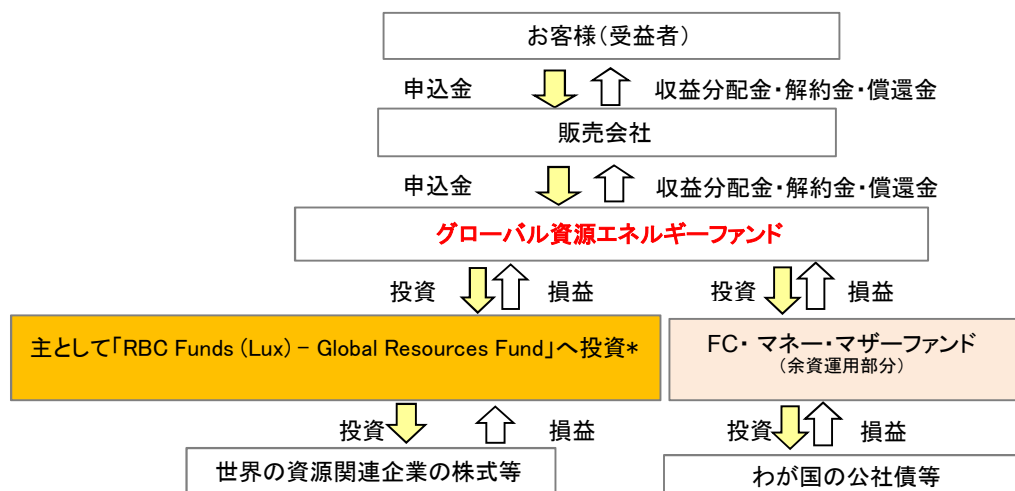 お客様(受益者)
申込金 収益分配金・解約金・償還金
販売会社
申込金 収益分配金・解約金・償還金
グローバル資源エネルギーファンド
投資 損益 投資 損益
主として「RBC Funds (Lux) - Global Resources Fund」へ投資*
FC・ マネー・マザーファンド
(余資運用部分)
投資 損益 投資 損益
世界の資源関連企業の株式等
わが国の公社債等